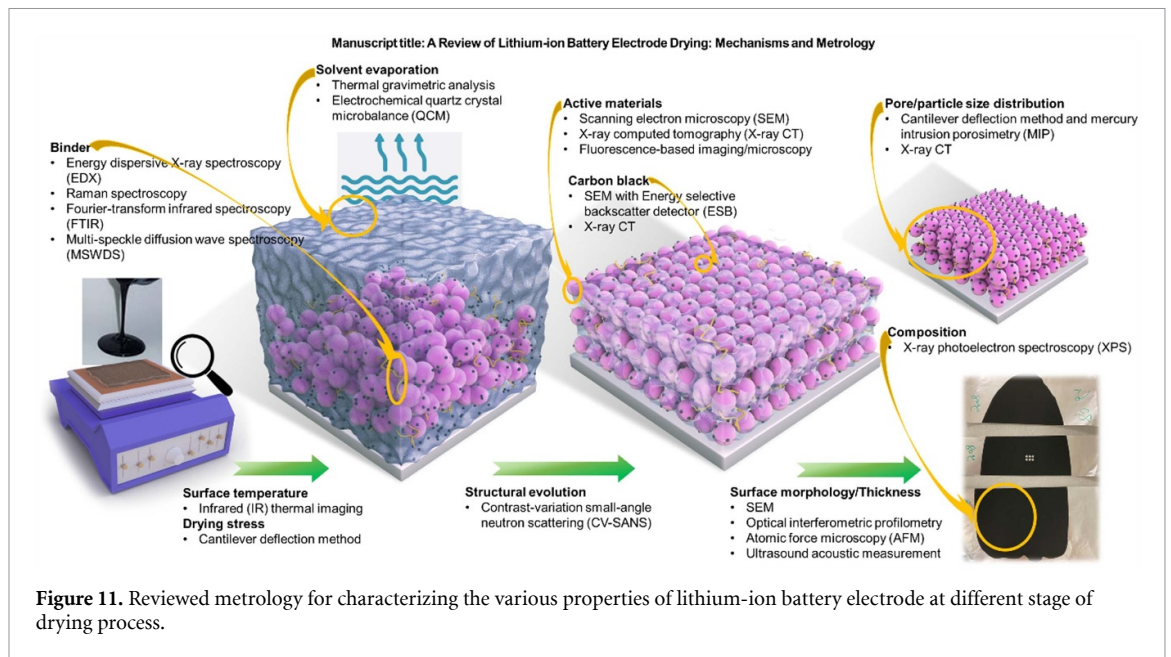 Manuscript title: A Review of Lithium-ion Battery Electrode Drying: Mechanisms and Metrology
Solvent evaporation
• Thermal gravimetric analysis
• Electrochemical quartz crystal
microbalance (QCM)
Binder
• Energy dispersive X-ray spectroscopy
(EDX)
• Raman spectroscopy
• Fourier-transform infrared spectroscopy
(FTIR)
• Multi-speckle diffusion wave spectroscopy
(MSWDS)
Active materials
• Scanning electron microscopy (SEM)
• X-ray computed tomography (X-ray CT)
• Fluorescence-based imaging/microscopy
Carbon black
• SEM with Energy selective
backscatter detector (ESB)
• X-ray CT
Pore/particle size distribution
• Cantilever deflection method and mercury
intrusion porosimetry (MIP)
• X-ray CT
Composition
• X-ray photoelectron spectroscopy (XPS)
Surface temperature
• Infrared (IR) thermal imaging
Drying stress
• Cantilever deflection method
Structural evolution
• Contrast-variation small-angle
neutron scattering (CV-SANS)
Surface morphology/Thickness
• SEM
• Optical interferometric profilometry
• Atomic force microscopy (AFM)
• Ultrasound acoustic measurement
Figure 11. Reviewed metrology for characterizing the various properties of lithium-ion battery electrode at different stage of
drying process.